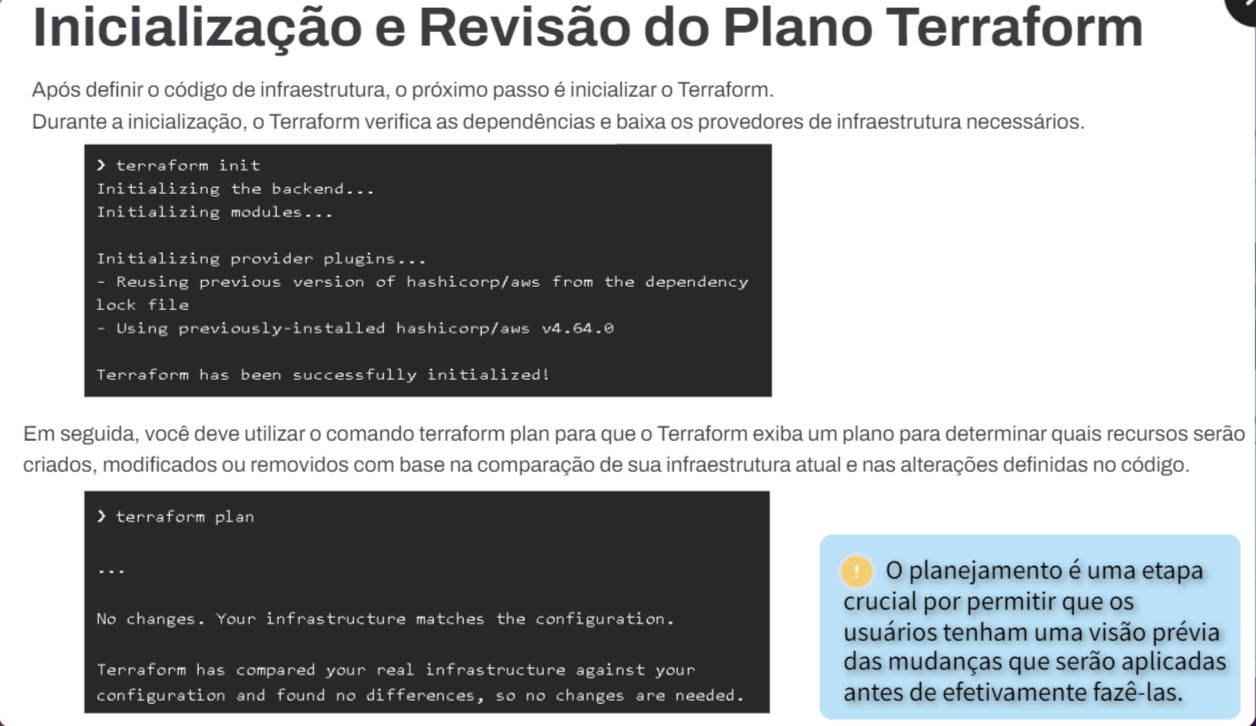 Inicialização e Revisão do Plano Terraform
Após definir o código de infraestrutura, o próximo passo é inicializar o Terraform.
Durante a inicialização, o Terraform verifica as dependências e baixa os provedores de infraestrutura necessários.
❯ terraform init
Initializing the backend...
Initializing modules...
Initializing provider plugins...
- Reusing previous version of hashicorp/aws from the dependency
lock file
- Using previously-installed hashicorp/aws v4.64.0
Terraform has been successfully initialized!
Em seguida, você deve utilizar o comando terraform plan para que o Terraform exiba um plano para determinar quais recursos serão
criados, modificados ou removidos com base na comparação de sua infraestrutura atual e nas alterações definidas no código.
❯ terraform plan
...
No changes. Your infrastructure matches the configuration.
Terraform has compared your real infrastructure against your
configuration and found no differences, so no changes are needed.
! O planejamento é uma etapa
crucial por permitir que os
usuários tenham uma visão prévia
das mudanças que serão aplicadas
antes de efetivamente fazê-las.